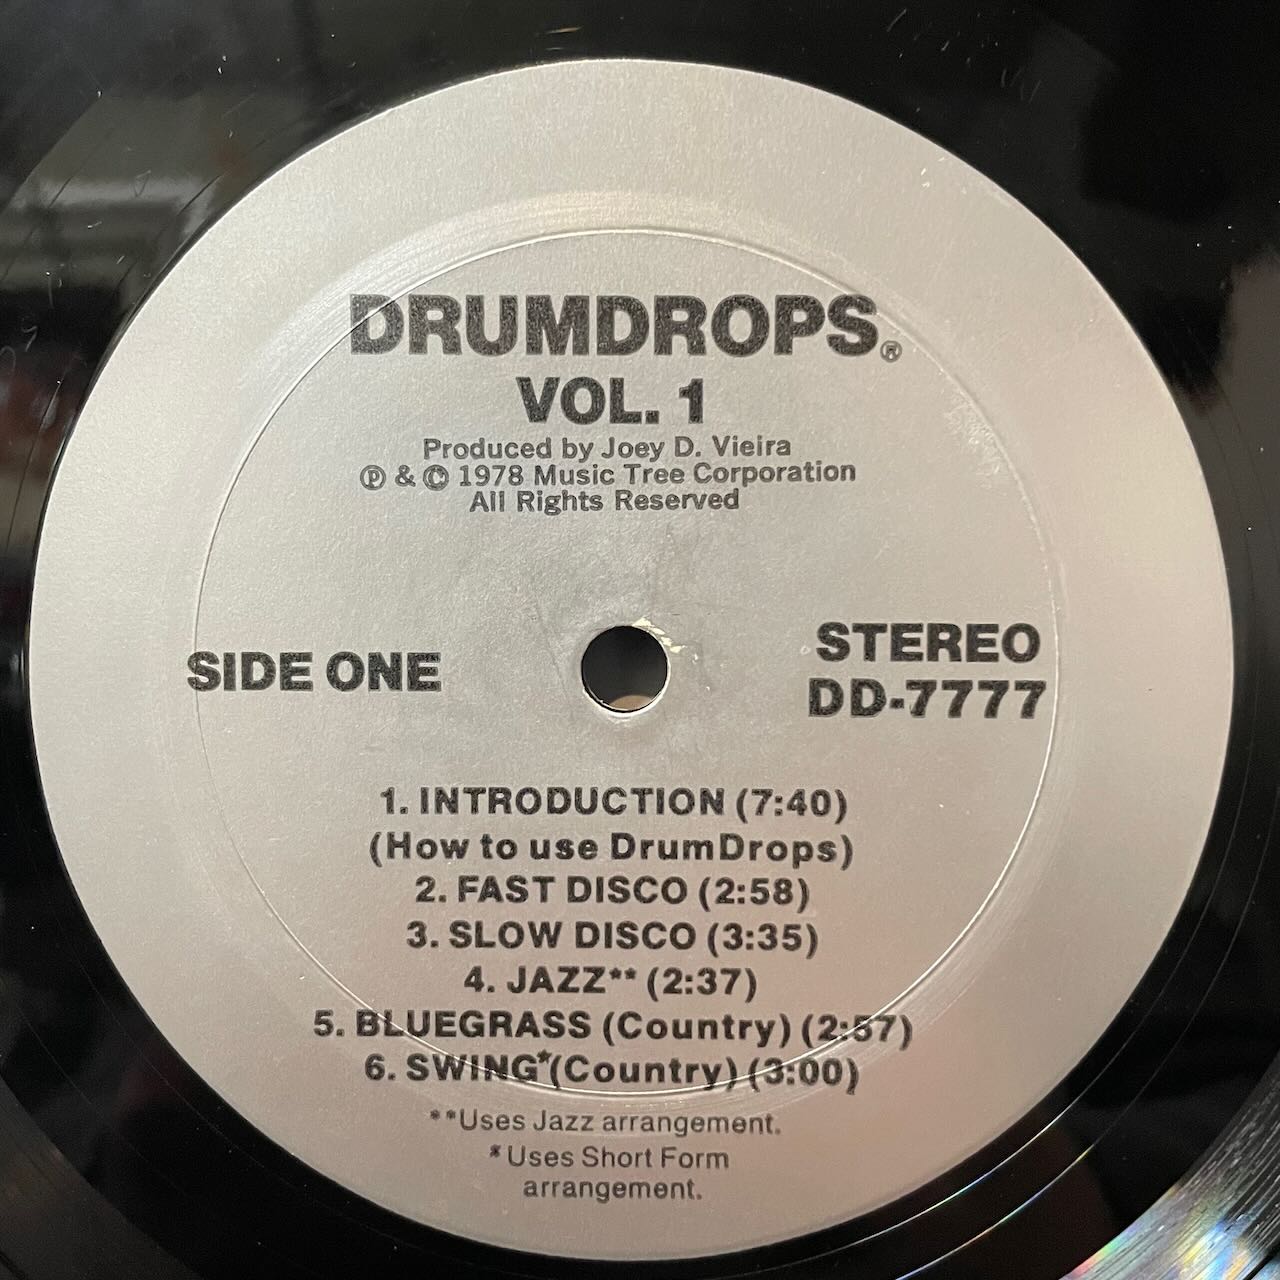 DRUMDROPS®
VOL. 1
Produced by Joey D. Vieira
℗ & © 1978 Music Tree Corporation
All Rights Reserved
SIDE ONE
STEREO
DD-7777
1. INTRODUCTION (7:40)
(How to use DrumDrops)
2. FAST DISCO (2:58)
3. SLOW DISCO (3:35)
4. JAZZ** (2:37)
5. BLUEGRASS (Country) (2:57)
6. SWING*(Country) (3:00)
**Uses Jazz arrangement.
*Uses Short Form
arrangement.